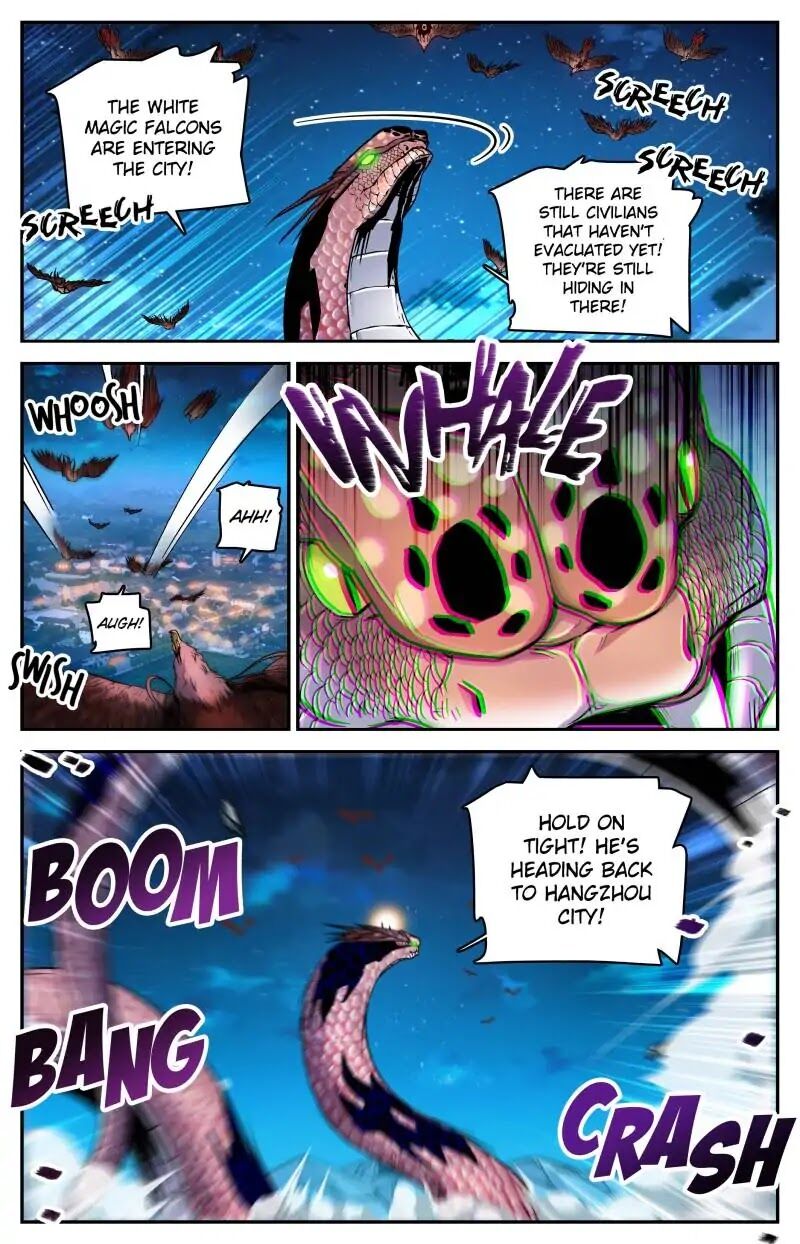 THE WHITE
MAGIC FALCONS
ARE ENTERING
THE CITY!
SCREECH
SCREECH
SCREECH
THERE ARE
STILL CIVILIANS
THAT HAVEN'T
EVACUATED YET!
THEY'RE STILL
HIDING IN
THERE!
WHOOSH
AHH!
AUGH!
SWISH
INHALE
HOLD ON
TIGHT! HE'S
HEADING BACK
TO HANGZHOU
CITY!
BOOM
BANG
CRASH